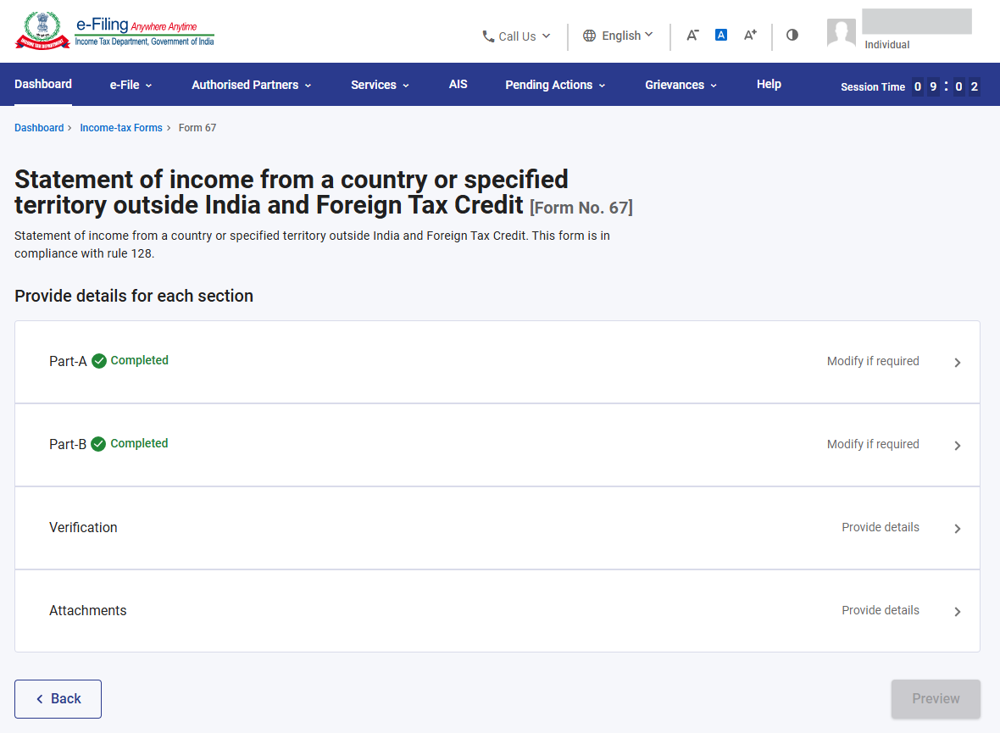 e-Filing Anywhere Anytime
Income Tax Department, Government of India
Call Us
English
A-
A
A+
Individual
Dashboard
e-File
Authorised Partners
Services
AIS
Pending Actions
Grievances
Help
Session Time 0 9 : 0 2
Dashboard > Income-tax Forms > Form 67
Statement of income from a country or specified
territory outside India and Foreign Tax Credit [Form No. 67]
Statement of income from a country or specified territory outside India and Foreign Tax Credit. This form is in
compliance with rule 128.
Provide details for each section
Part-A Completed
Modify if required
Part-B Completed
Modify if required
Verification
Provide details
Attachments
Provide details
Back
Preview